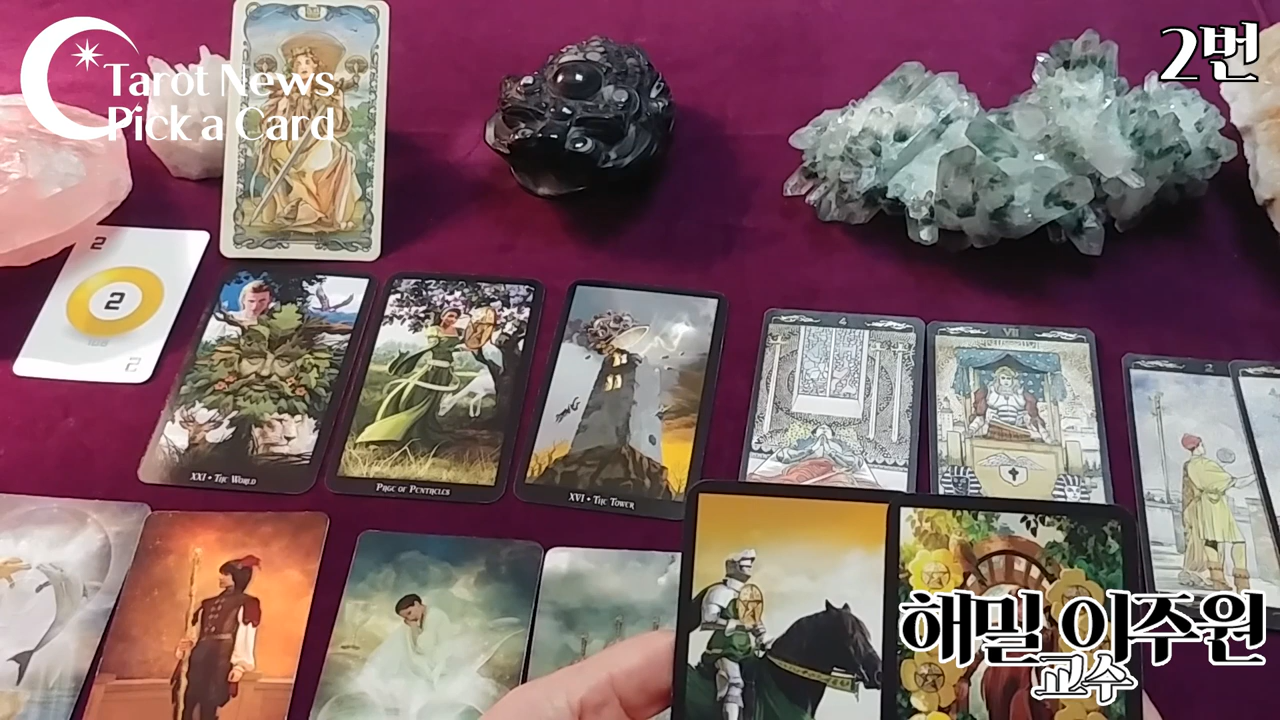 Tarot News
Pick a Card
2번
2
2
2
XXI • The World
Page of Pentacles
XVI • The Tower
4
VII
2
해밀 이주원
교수